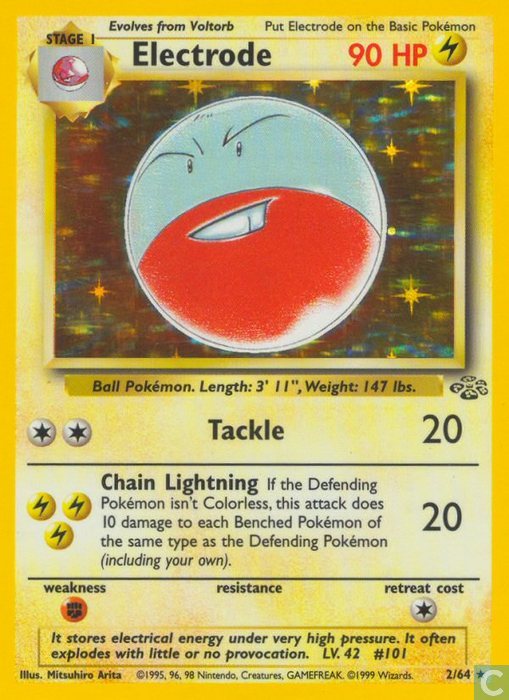 Evolves from Voltorb Put Electrode on the Basic Pokémon
STAGE 1
Electrode 90 HP
Ball Pokémon. Length: 3' 11", Weight: 147 lbs.
Tackle 20
Chain Lightning If the Defending
Pokémon isn't Colorless, this attack does
10 damage to each Benched Pokémon of
the same type as the Defending Pokémon
(including your own).
20
weakness resistance retreat cost
It stores electrical energy under very high pressure. It often
explodes with little or no provocation. LV. 42 #101
Illus. Mitsuhiro Arita ©1995, 96, 98 Nintendo, Creatures, GAMEFREAK. ©1999 Wizards. 2/64 ★
C